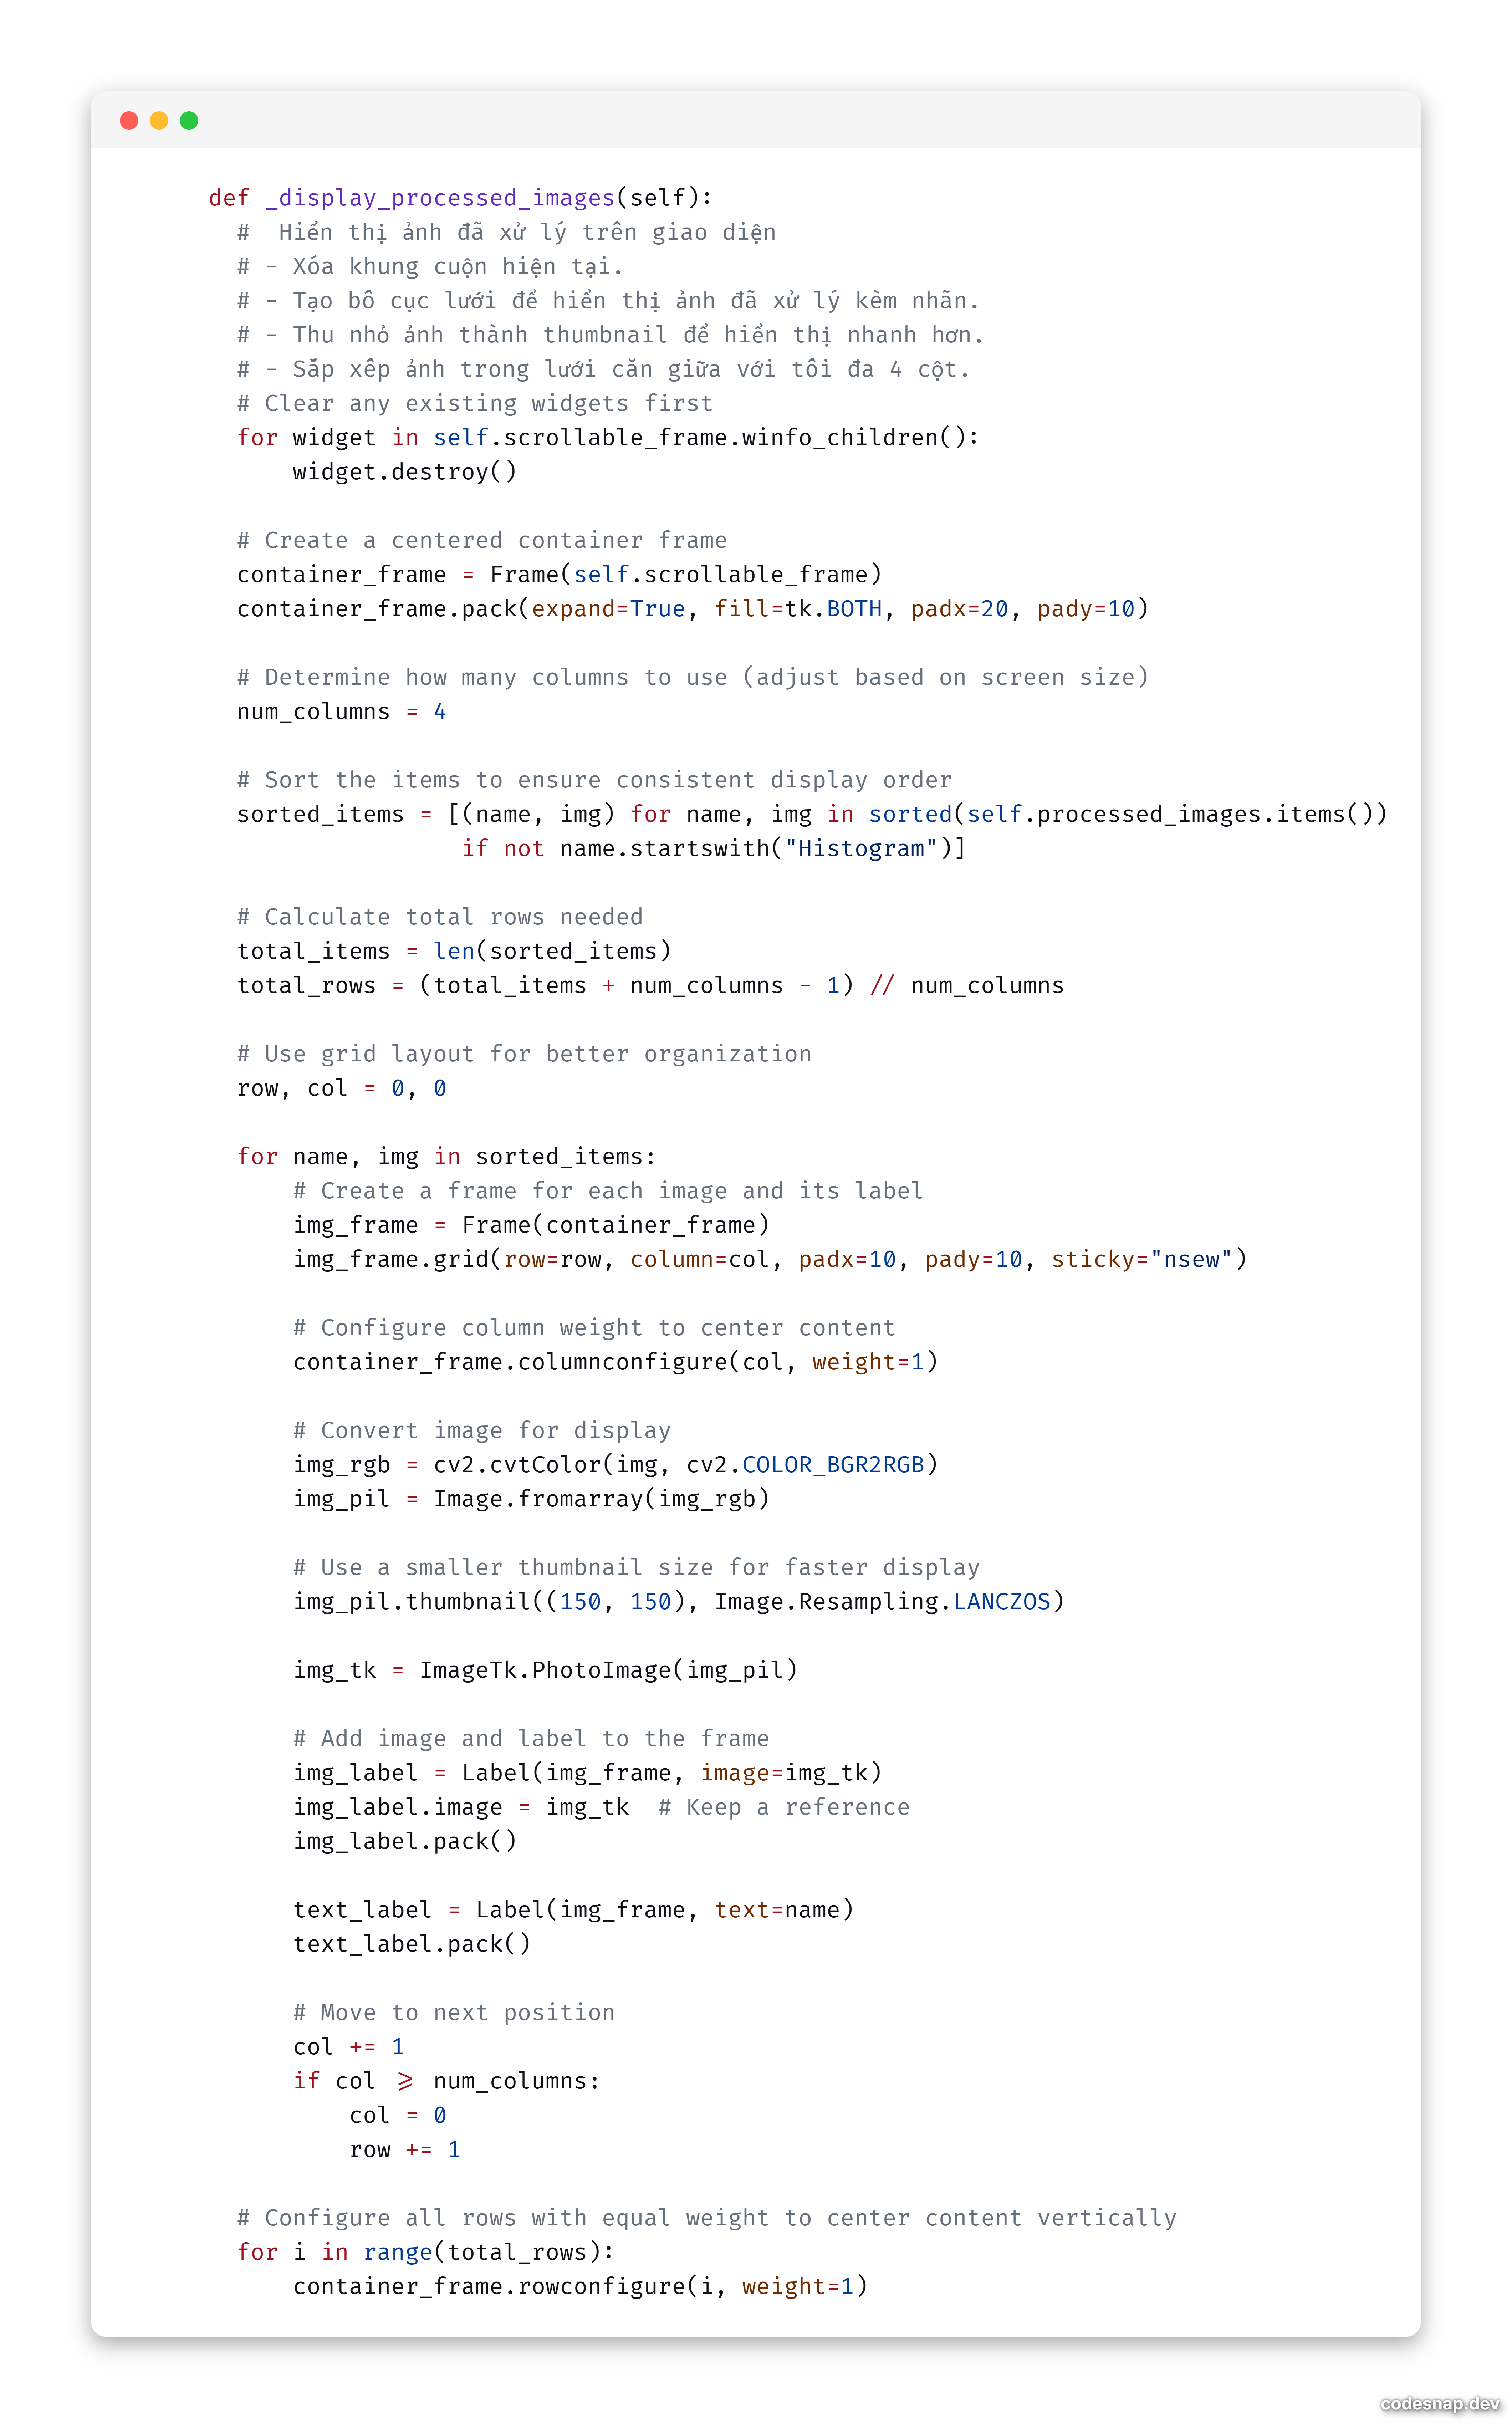 def _display_processed_images(self):
  #  Hiển thị ảnh đã xử lý trên giao diện
  # - Xóa khung cuộn hiện tại.
  # - Tạo bố cục lưới để hiển thị ảnh đã xử lý kèm nhãn.
  # - Thu nhỏ ảnh thành thumbnail để hiển thị nhanh hơn.
  # - Sắp xếp ảnh trong lưới căn giữa với tối đa 4 cột.
  # Clear any existing widgets first
  for widget in self.scrollable_frame.winfo_children():
      widget.destroy()

  # Create a centered container frame
  container_frame = Frame(self.scrollable_frame)
  container_frame.pack(expand=True, fill=tk.BOTH, padx=20, pady=10)

  # Determine how many columns to use (adjust based on screen size)
  num_columns = 4

  # Sort the items to ensure consistent display order
  sorted_items = [(name, img) for name, img in sorted(self.processed_images.items())
                  if not name.startswith("Histogram")]

  # Calculate total rows needed
  total_items = len(sorted_items)
  total_rows = (total_items + num_columns - 1) // num_columns

  # Use grid layout for better organization
  row, col = 0, 0

  for name, img in sorted_items:
      # Create a frame for each image and its label
      img_frame = Frame(container_frame)
      img_frame.grid(row=row, column=col, padx=10, pady=10, sticky="nsew")

      # Configure column weight to center content
      container_frame.columnconfigure(col, weight=1)

      # Convert image for display
      img_rgb = cv2.cvtColor(img, cv2.COLOR_BGR2RGB)
      img_pil = Image.fromarray(img_rgb)

      # Use a smaller thumbnail size for faster display
      img_pil.thumbnail((150, 150), Image.Resampling.LANCZOS)

      img_tk = ImageTk.PhotoImage(img_pil)

      # Add image and label to the frame
      img_label = Label(img_frame, image=img_tk)
      img_label.image = img_tk  # Keep a reference
      img_label.pack()

      text_label = Label(img_frame, text=name)
      text_label.pack()

      # Move to next position
      col += 1
      if col >= num_columns:
          col = 0
          row += 1

  # Configure all rows with equal weight to center content vertically
  for i in range(total_rows):
      container_frame.rowconfigure(i, weight=1)
codesnap.dev